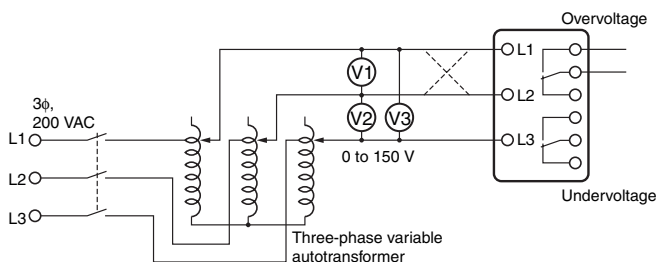 Overvoltage
L1
V1
3ϕ,
200 VAC
L2
V2
V3
L1
L3
0 to 150 V
L2
Undervoltage
L3
Three-phase variable
autotransformer